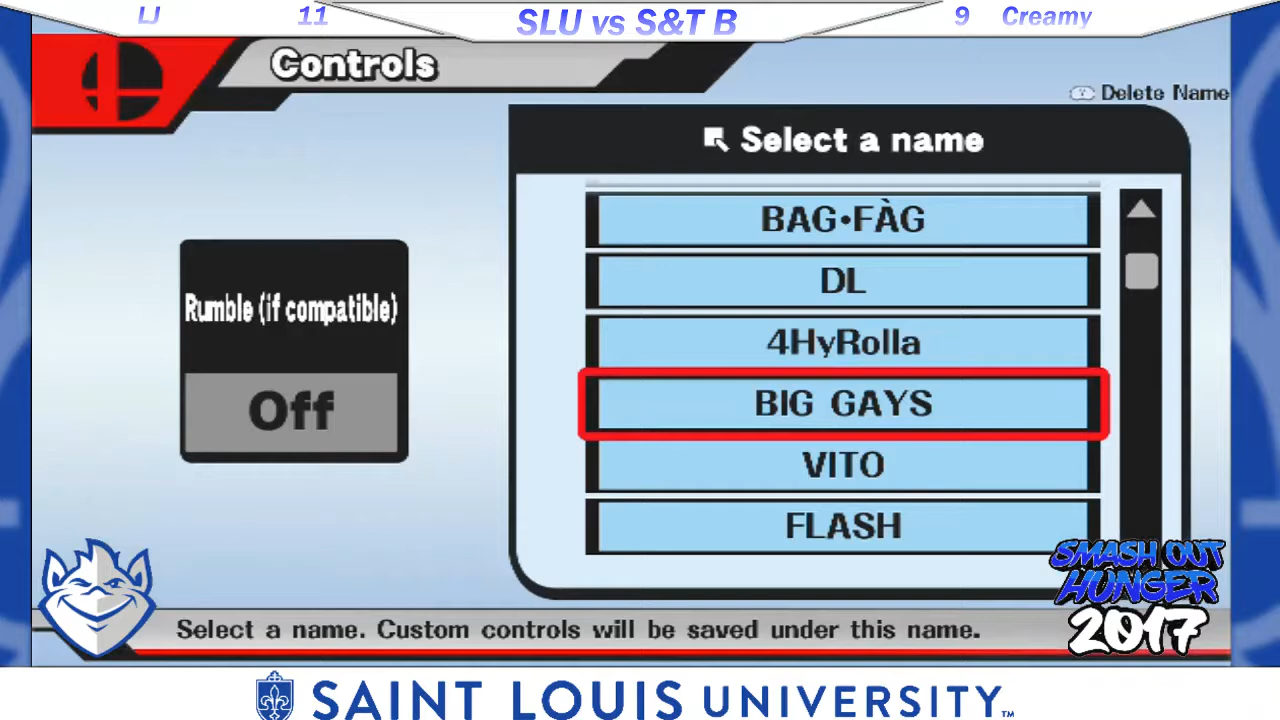 LJ 11 SLU vs S&T B 9 Creamy
Controls
Delete Name
Select a name
BAG•FÀG
DL
4HyRolla
BIG GAYS
VITO
FLASH
Rumble (if compatible)
Off
SMASH OUT
HUNGER
2017
Select a name. Custom controls will be saved under this name.
SAINT LOUIS UNIVERSITY™